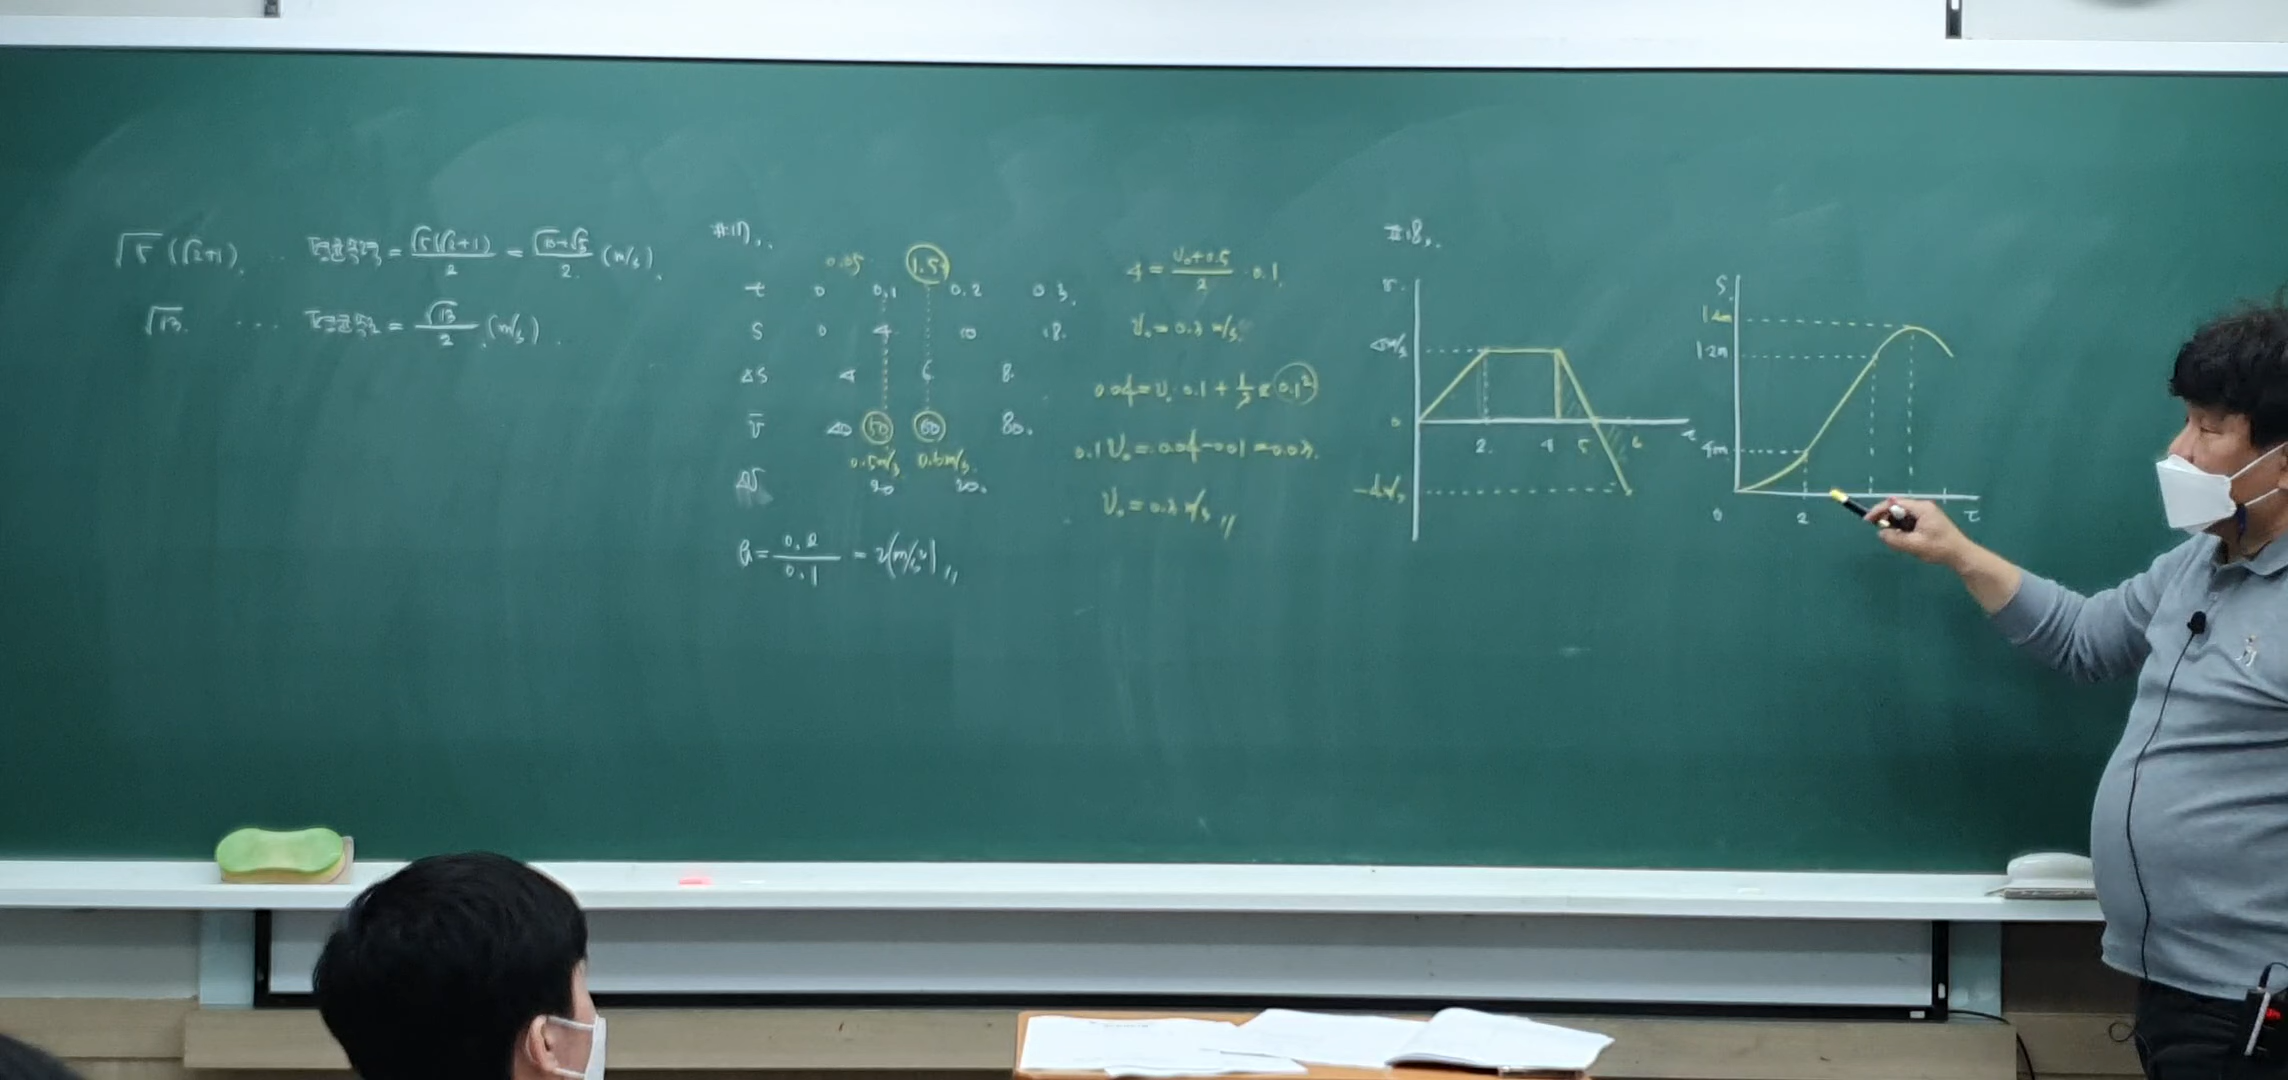 √5 (√2+1). ‥ 평균속력 = √5(√2+1) / 2 = √10+√5 / 2 (m/s).
√13. ... 평균속력 = √13 / 2 (m/s).
#17.
0.05 1.5
t 0 0.1 0.2 0.3.
S 0 4 10 18.
ΔS 4 6 8.
v̄ 40 50 60 80.
0.5m/s 0.6m/s.
20 20.
a = 0.2 / 0.1 = 2(m/s²) 〃
4 = V₀+0.5 / 2 · 0.1.
V₀ = 0.3 m/s.
0.04 = V₀ 0.1 + 1/2 · 2 · 0.1²
0.1 V₀ = 0.04 - 0.01 = 0.03.
V₀ = 0.3 m/s 〃
#18.
v.
4m/s
0 2. 4 5 6 t
-4m/s
S.
14m
12m
4m
0 2 t